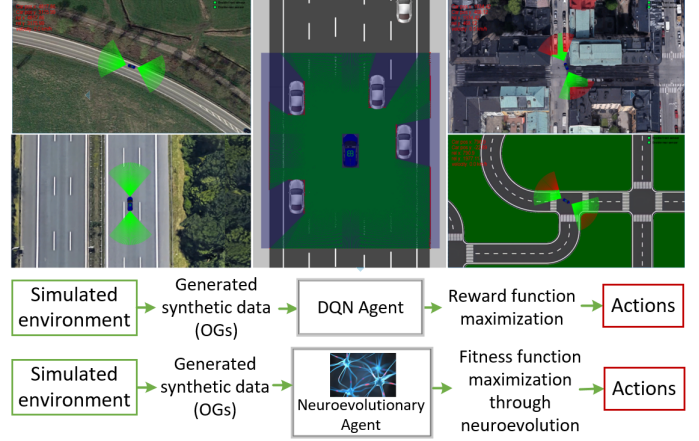 Simulated
environment
Generated
synthetic data
(OGs)
DQN Agent
Reward function
maximization
Actions
Simulated
environment
Generated
synthetic data
(OGs)
Neuroevolutionary
Agent
Fitness function
maximization
through
neuroevolution
Actions